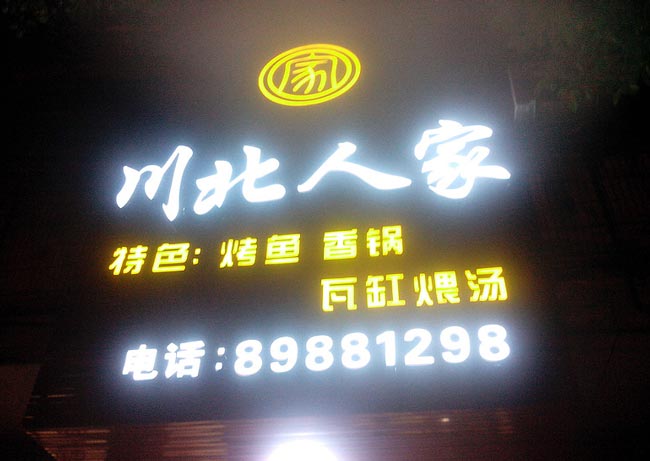 家
川北人家
特色:烤鱼 香锅
瓦缸煨汤
电话:89881298